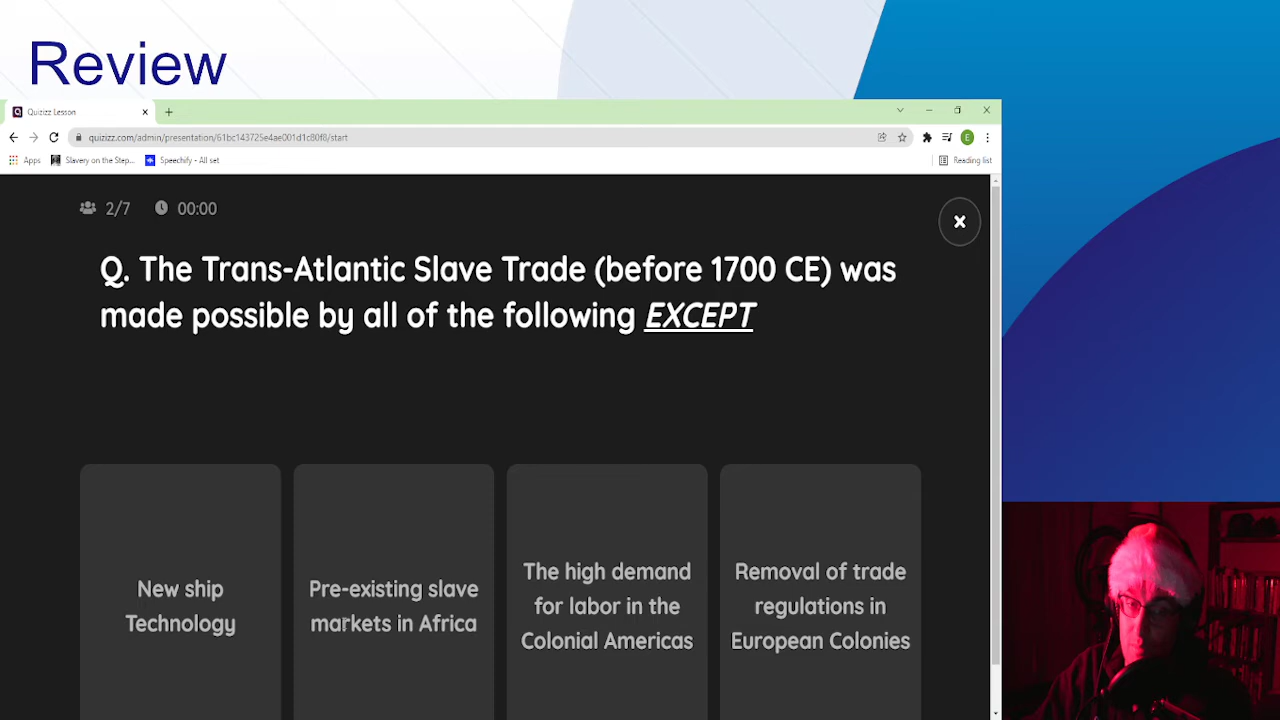 Review
Quizizz Lesson
quizizz.com/admin/presentation/61bc143725e4ae001d1c80f8/start
E
Apps
Slavery on the Step...
Speechify - All set
Reading list
2/7
00:00
Q. The Trans-Atlantic Slave Trade (before 1700 CE) was
made possible by all of the following EXCEPT
New ship
Technology
Pre-existing slave
markets in Africa
The high demand
for labor in the
Colonial Americas
Removal of trade
regulations in
European Colonies